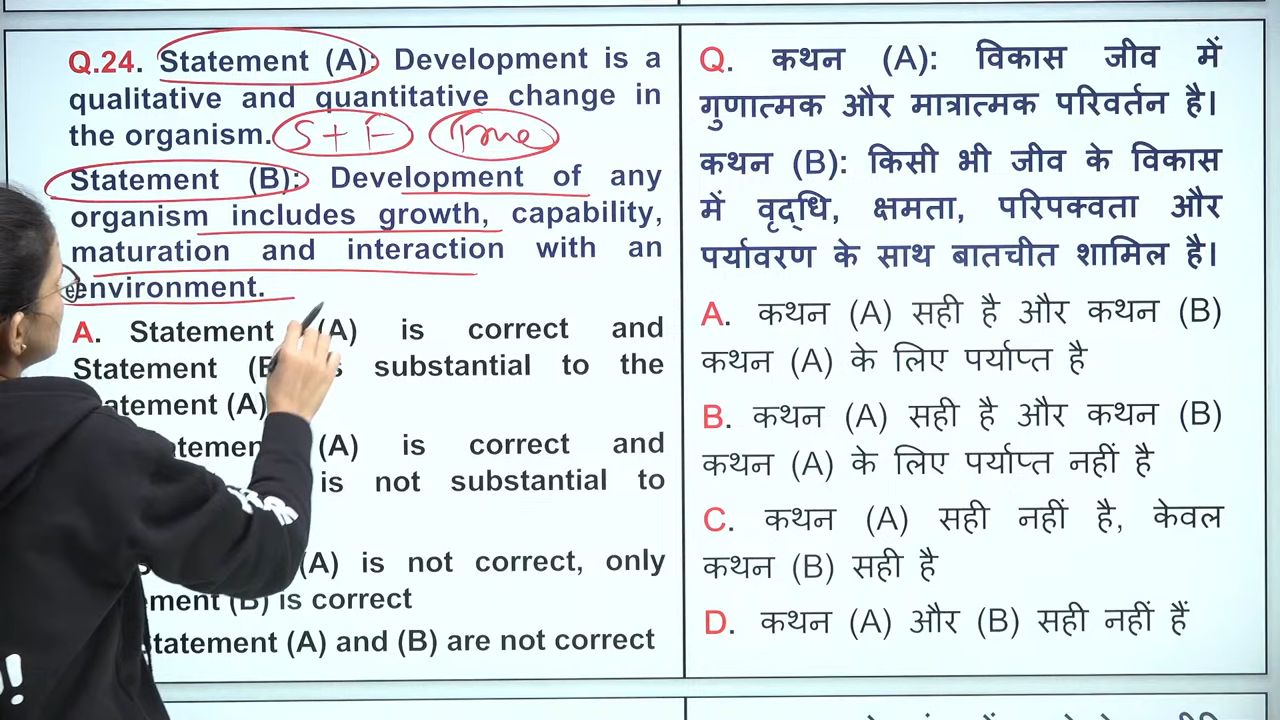 Q.24. Statement (A): Development is a
qualitative and quantitative change in
the organism. S + F True
Statement (B): Development of any
organism includes growth, capability,
maturation and interaction with an
environment.
A. Statement (A) is correct and
Statement is substantial to the
(A)
(A) is correct and
is not substantial to
(A) is not correct, only
(B) is correct
Statement (A) and (B) are not correct
Q. कथन (A): विकास जीव में
गुणात्मक और मात्रात्मक परिवर्तन है।
कथन (B): किसी भी जीव के विकास
में वृद्धि, क्षमता, परिपक्वता और
पर्यावरण के साथ बातचीत शामिल है।
A. कथन (A) सही है और कथन (B)
कथन (A) के लिए पर्याप्त है
B. कथन (A) सही है और कथन (B)
कथन (A) के लिए पर्याप्त नहीं है
C. कथन (A) सही नहीं है, केवल
कथन (B) सही है
D. कथन (A) और (B) सही नहीं हैं